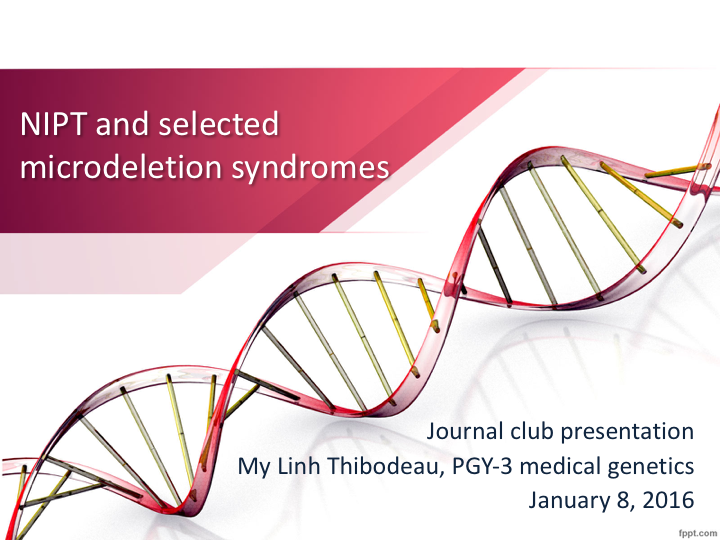 NIPT and selected
microdeletion syndromes
Journal club presentation
My Linh Thibodeau, PGY-3 medical genetics
January 8, 2016
fppt.com